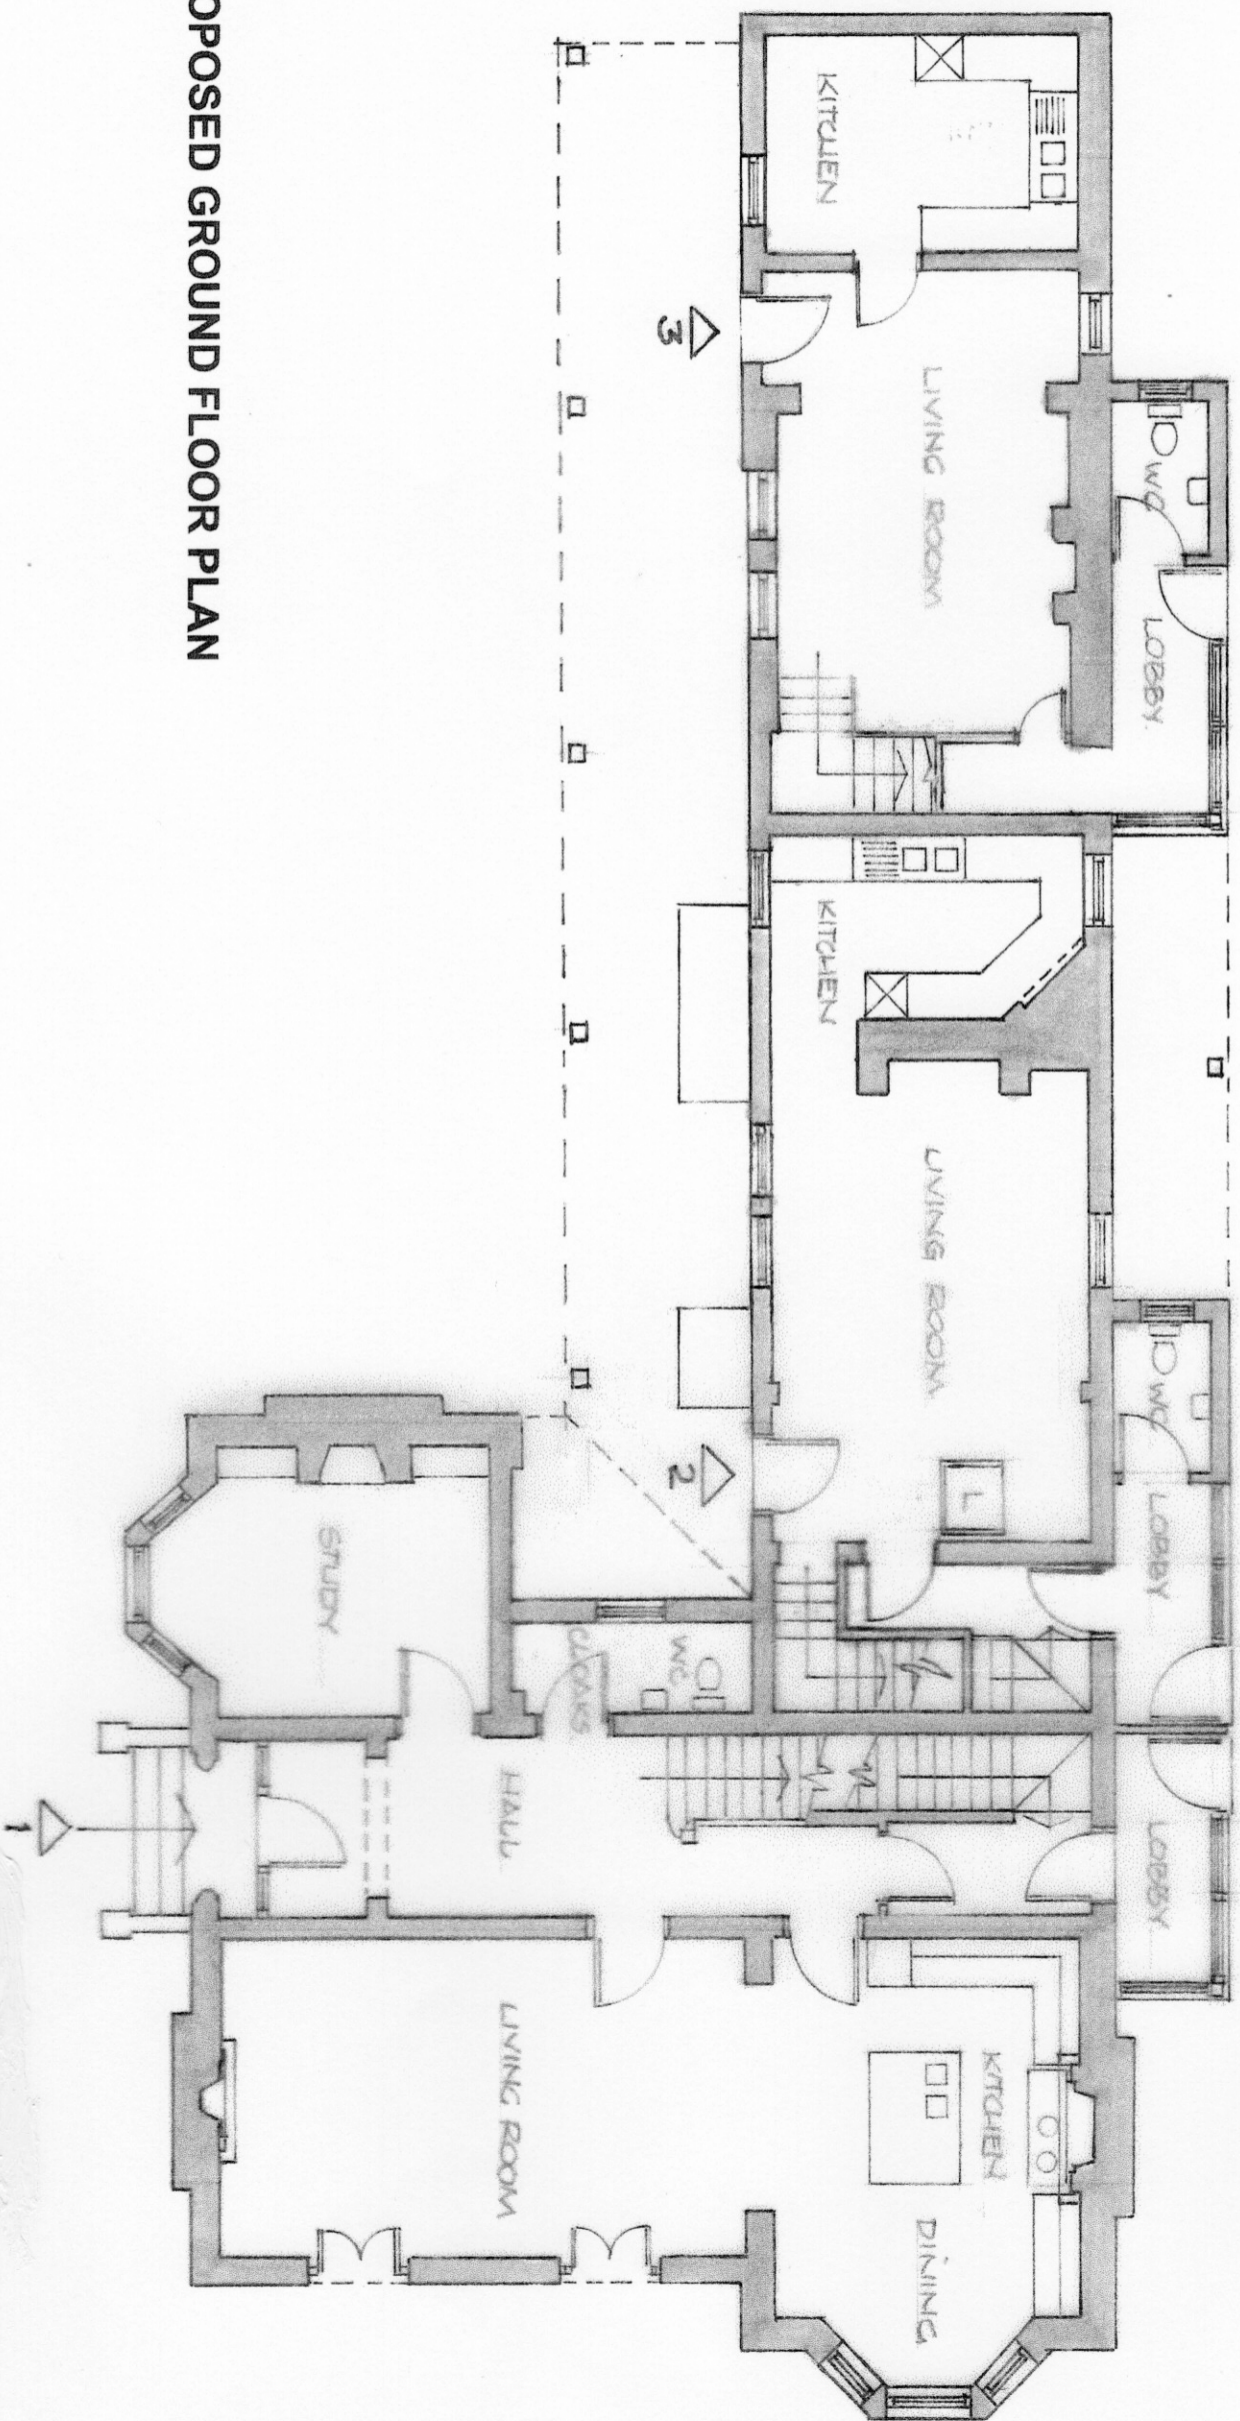 KITCHEN
LIVING ROOM
WC
LOBBY
3
KITCHEN
LIVING ROOM
L
WC
LOBBY
2
STUDY
CLOAKS
WC
HALL
LOBBY
1
LIVING ROOM
KITCHEN
DINING
OPOSED GROUND FLOOR PLAN